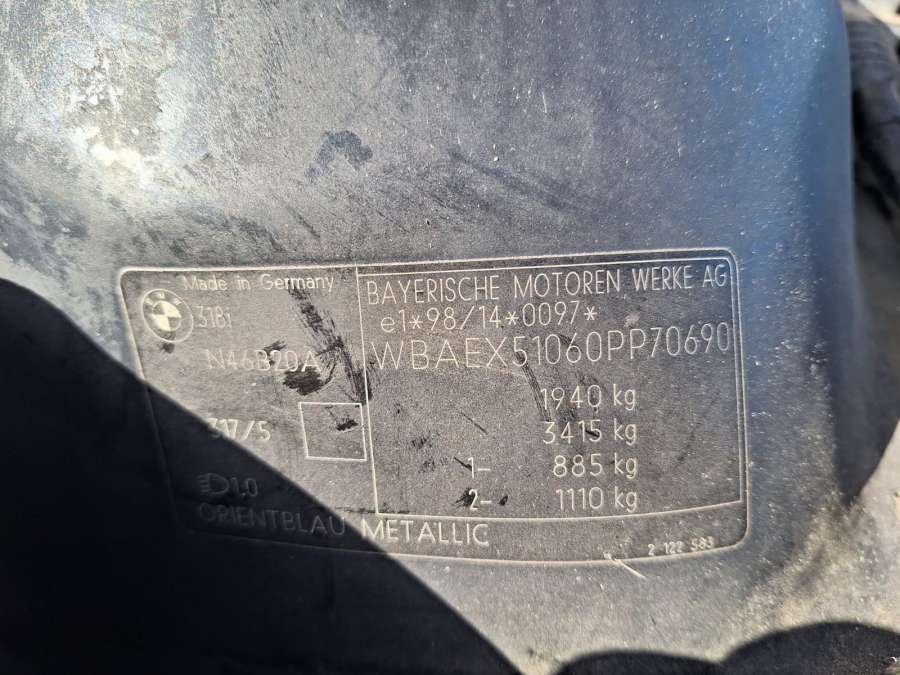 Made in Germany
318i
N46B20A
317/5
1.0
ORIENTBLAU METALLIC
BAYERISCHE MOTOREN WERKE AG
e1*98/14*0097*
WBAEX51060PP70690
1940 kg
3415 kg
1- 885 kg
2- 1110 kg
2 122 583